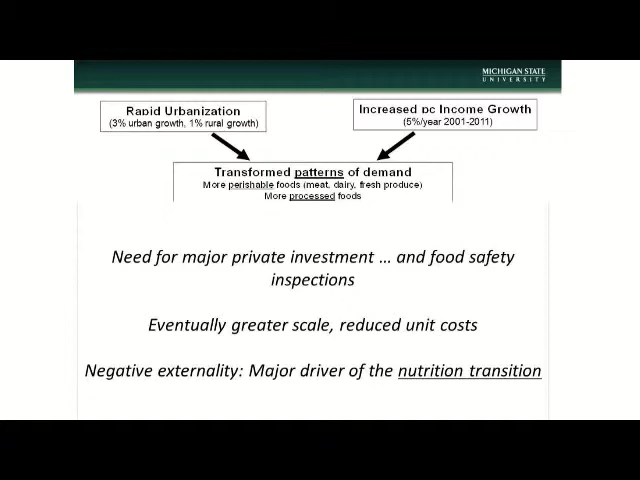 MICHIGAN STATE
UNIVERSITY
Rapid Urbanization
(3% urban growth, 1% rural growth)
Increased pc Income Growth
(5%/year 2001-2011)
Transformed patterns of demand
More perishable foods (meat, dairy, fresh produce)
More processed foods
Need for major private investment … and food safety
inspections
Eventually greater scale, reduced unit costs
Negative externality: Major driver of the nutrition transition